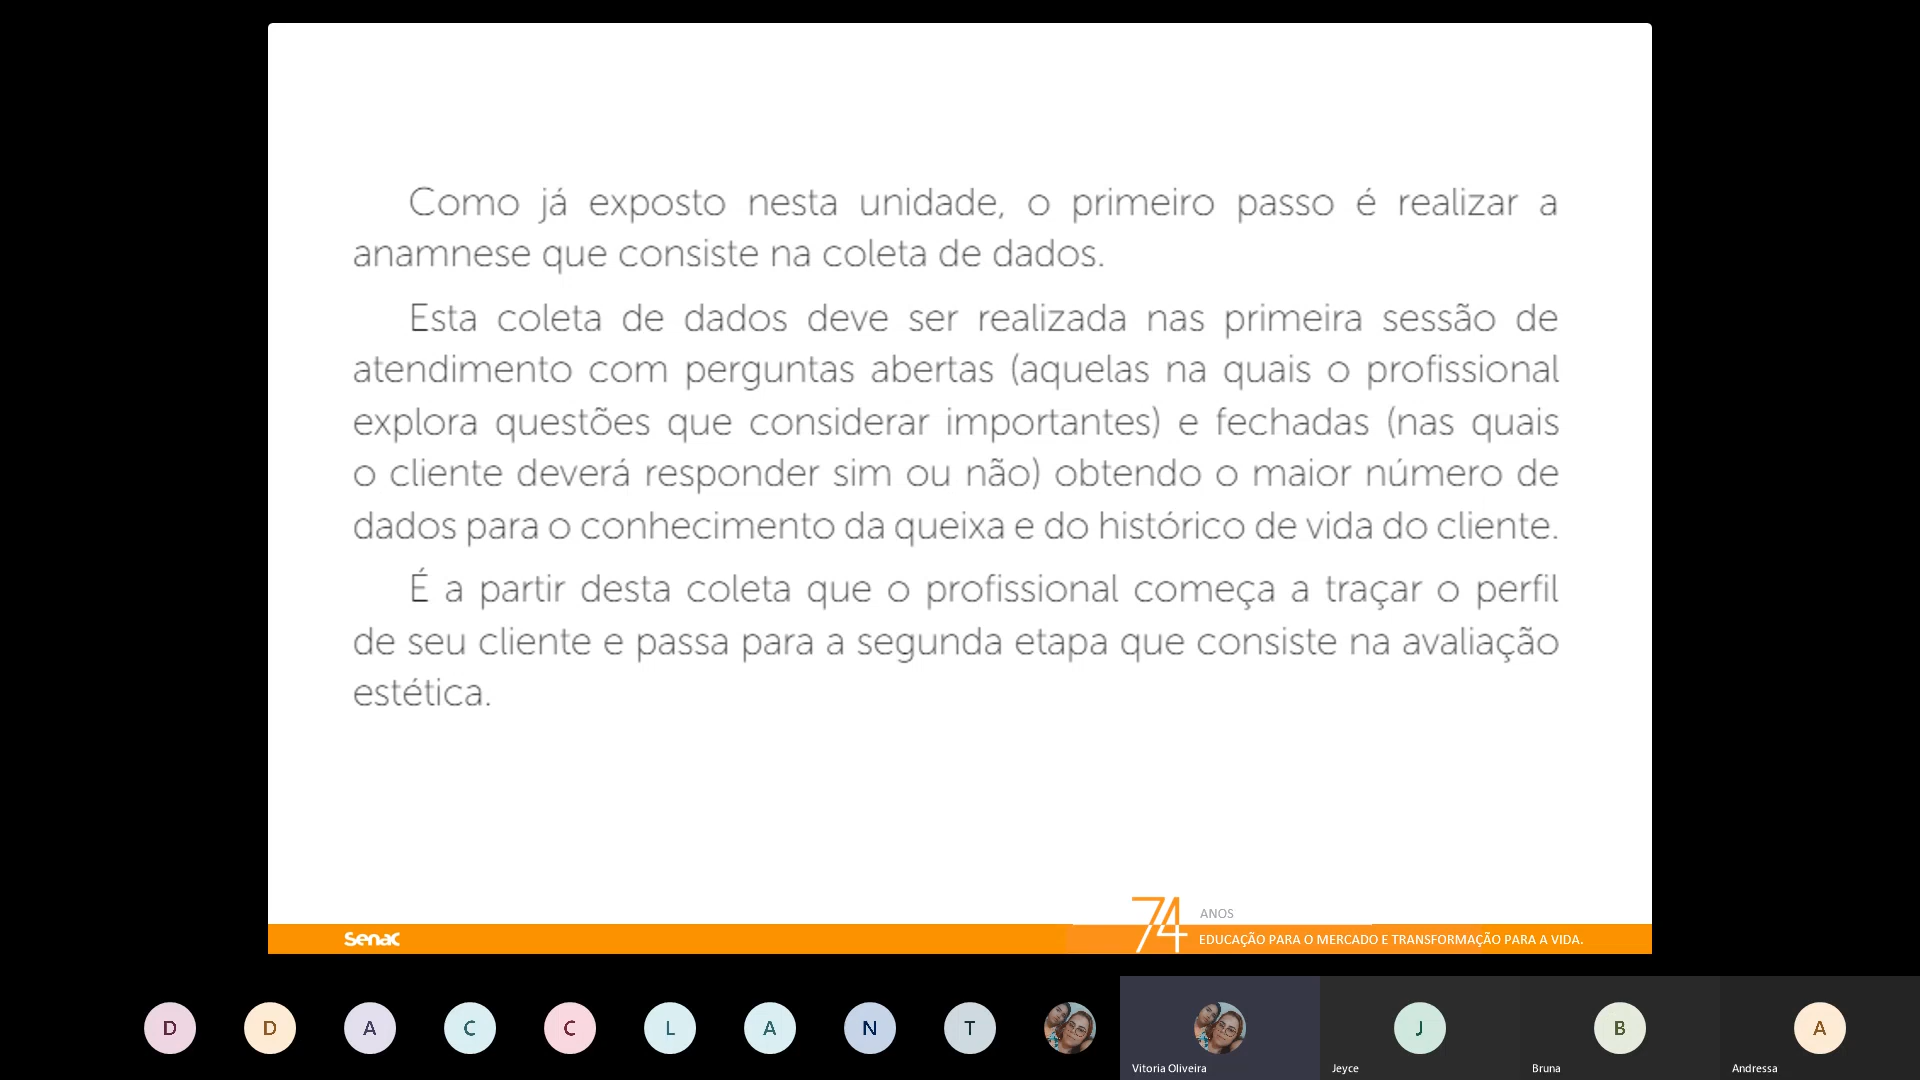 Como já exposto nesta unidade, o primeiro passo é realizar a
anamnese que consiste na coleta de dados.
Esta coleta de dados deve ser realizada nas primeira sessão de
atendimento com perguntas abertas (aquelas na quais o profissional
explora questões que considerar importantes) e fechadas (nas quais
o cliente deverá responder sim ou não) obtendo o maior número de
dados para o conhecimento da queixa e do histórico de vida do cliente.
É a partir desta coleta que o profissional começa a traçar o perfil
de seu cliente e passa para a segunda etapa que consiste na avaliação
estética.
74 ANOS
Senac
EDUCAÇÃO PARA O MERCADO E TRANSFORMAÇÃO PARA A VIDA.
D D A C C L A N T J B A
Vitoria Oliveira Jeyce Bruna Andressa